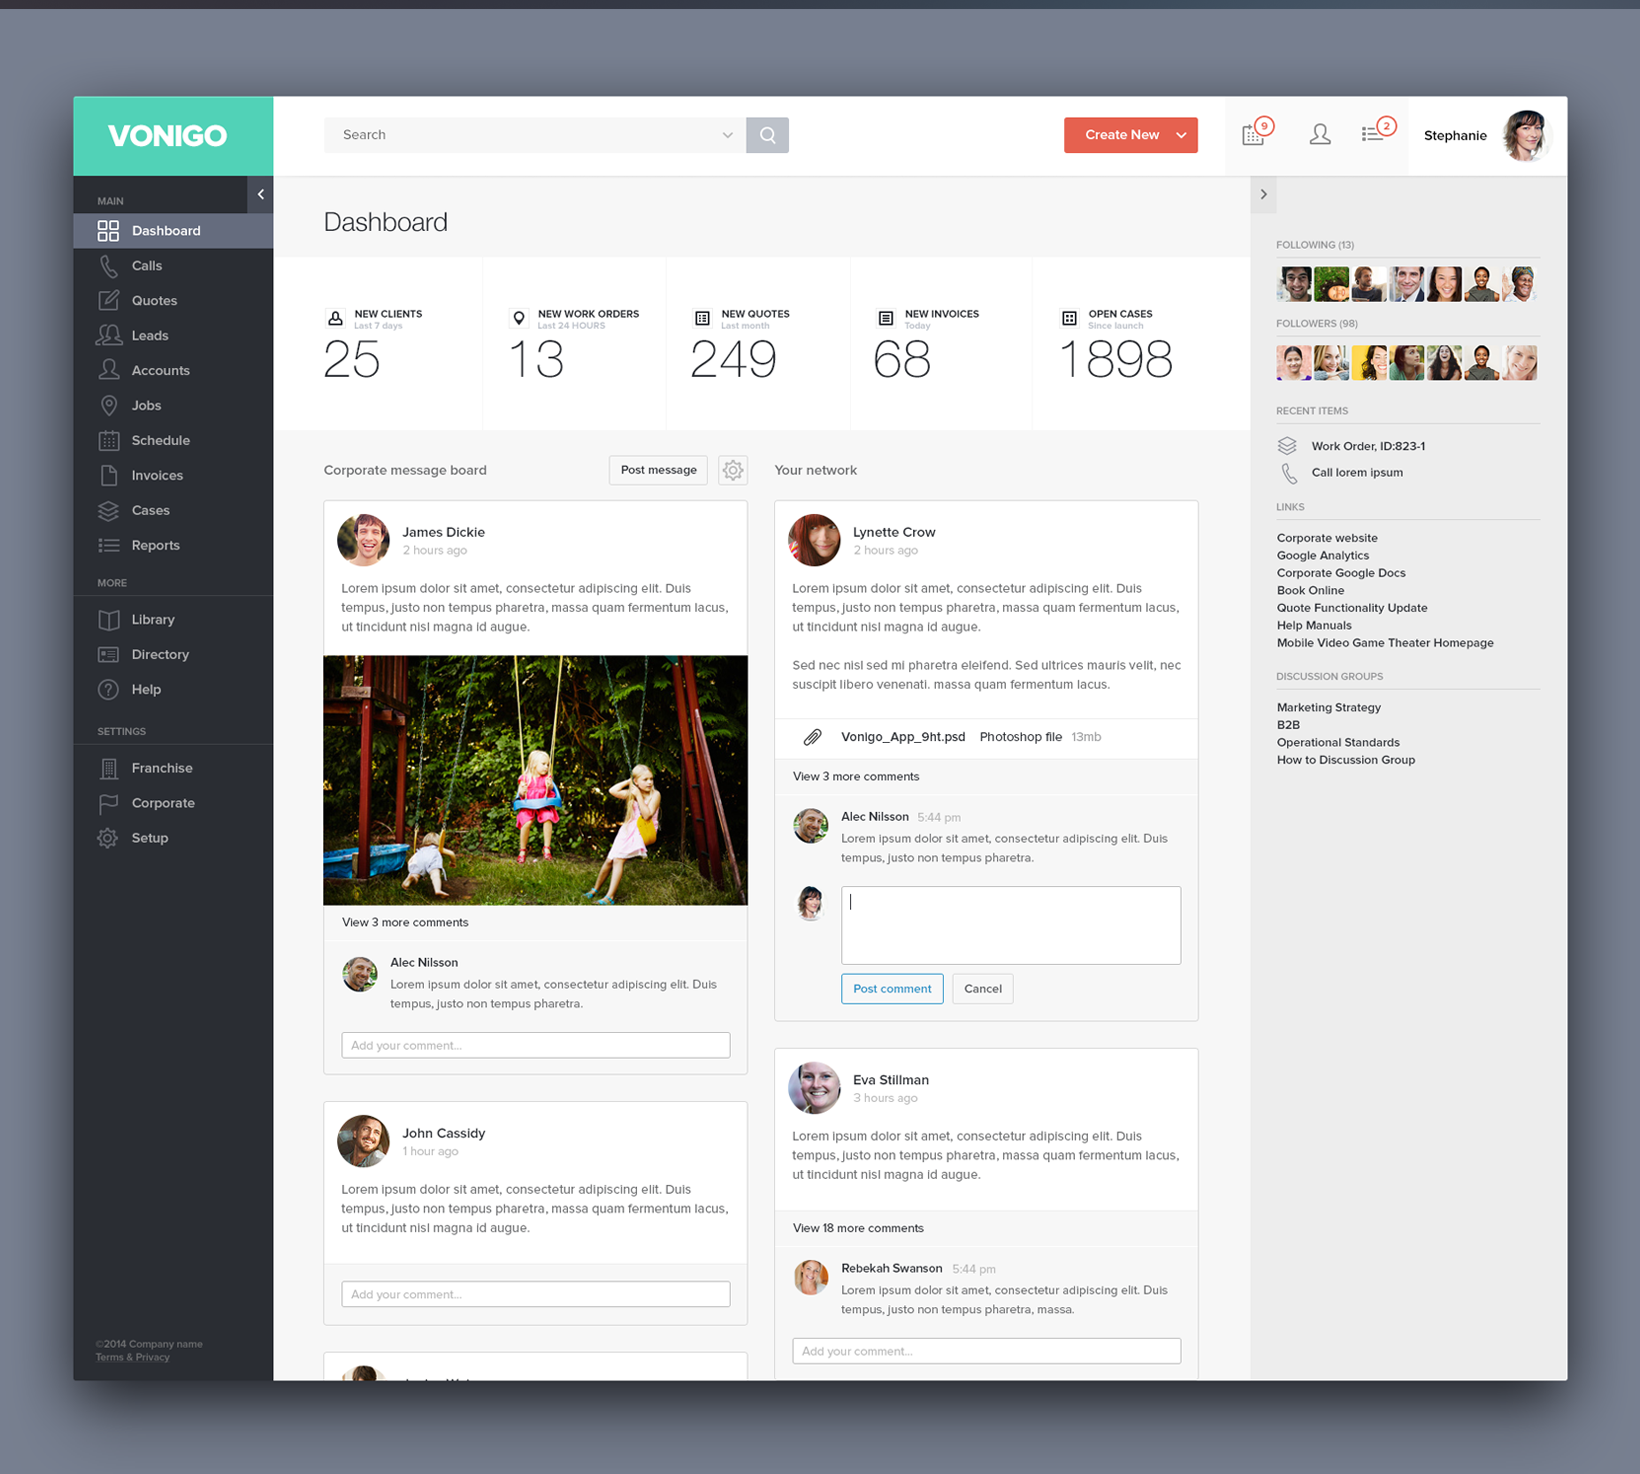 VONIGO
Search
Create New
9
2
Stephanie
MAIN
Dashboard
Calls
Quotes
Leads
Accounts
Jobs
Schedule
Invoices
Cases
Reports
MORE
Library
Directory
Help
SETTINGS
Franchise
Corporate
Setup
©2014 Company name
Terms & Privacy
Dashboard
NEW CLIENTS
Last 7 days
25
NEW WORK ORDERS
Last 24 HOURS
13
NEW QUOTES
Last month
249
NEW INVOICES
Today
68
OPEN CASES
Since launch
1898
Corporate message board
Post message
James Dickie
2 hours ago
Lorem ipsum dolor sit amet, consectetur adipiscing elit. Duis
tempus, justo non tempus pharetra, massa quam fermentum lacus,
ut tincidunt nisl magna id augue.
View 3 more comments
Alec Nilsson
Lorem ipsum dolor sit amet, consectetur adipiscing elit. Duis
tempus, justo non tempus pharetra.
Add your comment...
John Cassidy
1 hour ago
Lorem ipsum dolor sit amet, consectetur adipiscing elit. Duis
tempus, justo non tempus pharetra, massa quam fermentum lacus,
ut tincidunt nisl magna id augue.
Add your comment...
Your network
Lynette Crow
2 hours ago
Lorem ipsum dolor sit amet, consectetur adipiscing elit. Duis
tempus, justo non tempus pharetra, massa quam fermentum lacus,
ut tincidunt nisl magna id augue.
Sed nec nisl sed mi pharetra eleifend. Sed ultrices mauris velit, nec
suscipit libero venenati. massa quam fermentum lacus.
Vonigo_App_9ht.psd Photoshop file 13mb
View 3 more comments
Alec Nilsson 5:44 pm
Lorem ipsum dolor sit amet, consectetur adipiscing elit. Duis
tempus, justo non tempus pharetra.
Post comment
Cancel
Eva Stillman
3 hours ago
Lorem ipsum dolor sit amet, consectetur adipiscing elit. Duis
tempus, justo non tempus pharetra, massa quam fermentum lacus,
ut tincidunt nisl magna id augue.
View 18 more comments
Rebekah Swanson 5:44 pm
Lorem ipsum dolor sit amet, consectetur adipiscing elit. Duis
tempus, justo non tempus pharetra, massa.
Add your comment...
FOLLOWING (13)
FOLLOWERS (98)
RECENT ITEMS
Work Order, ID:823-1
Call lorem ipsum
LINKS
Corporate website
Google Analytics
Corporate Google Docs
Book Online
Quote Functionality Update
Help Manuals
Mobile Video Game Theater Homepage
DISCUSSION GROUPS
Marketing Strategy
B2B
Operational Standards
How to Discussion Group